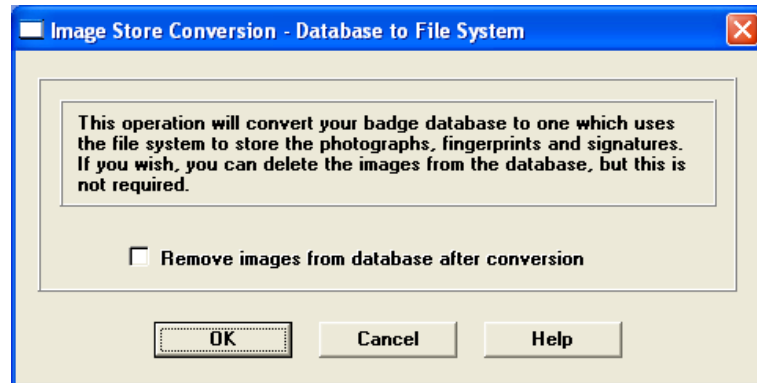 Image Store Conversion - Database to File System
This operation will convert your badge database to one which uses
the file system to store the photographs, fingerprints and signatures.
If you wish, you can delete the images from the database, but this is
not required.
Remove images from database after conversion
OK Cancel Help